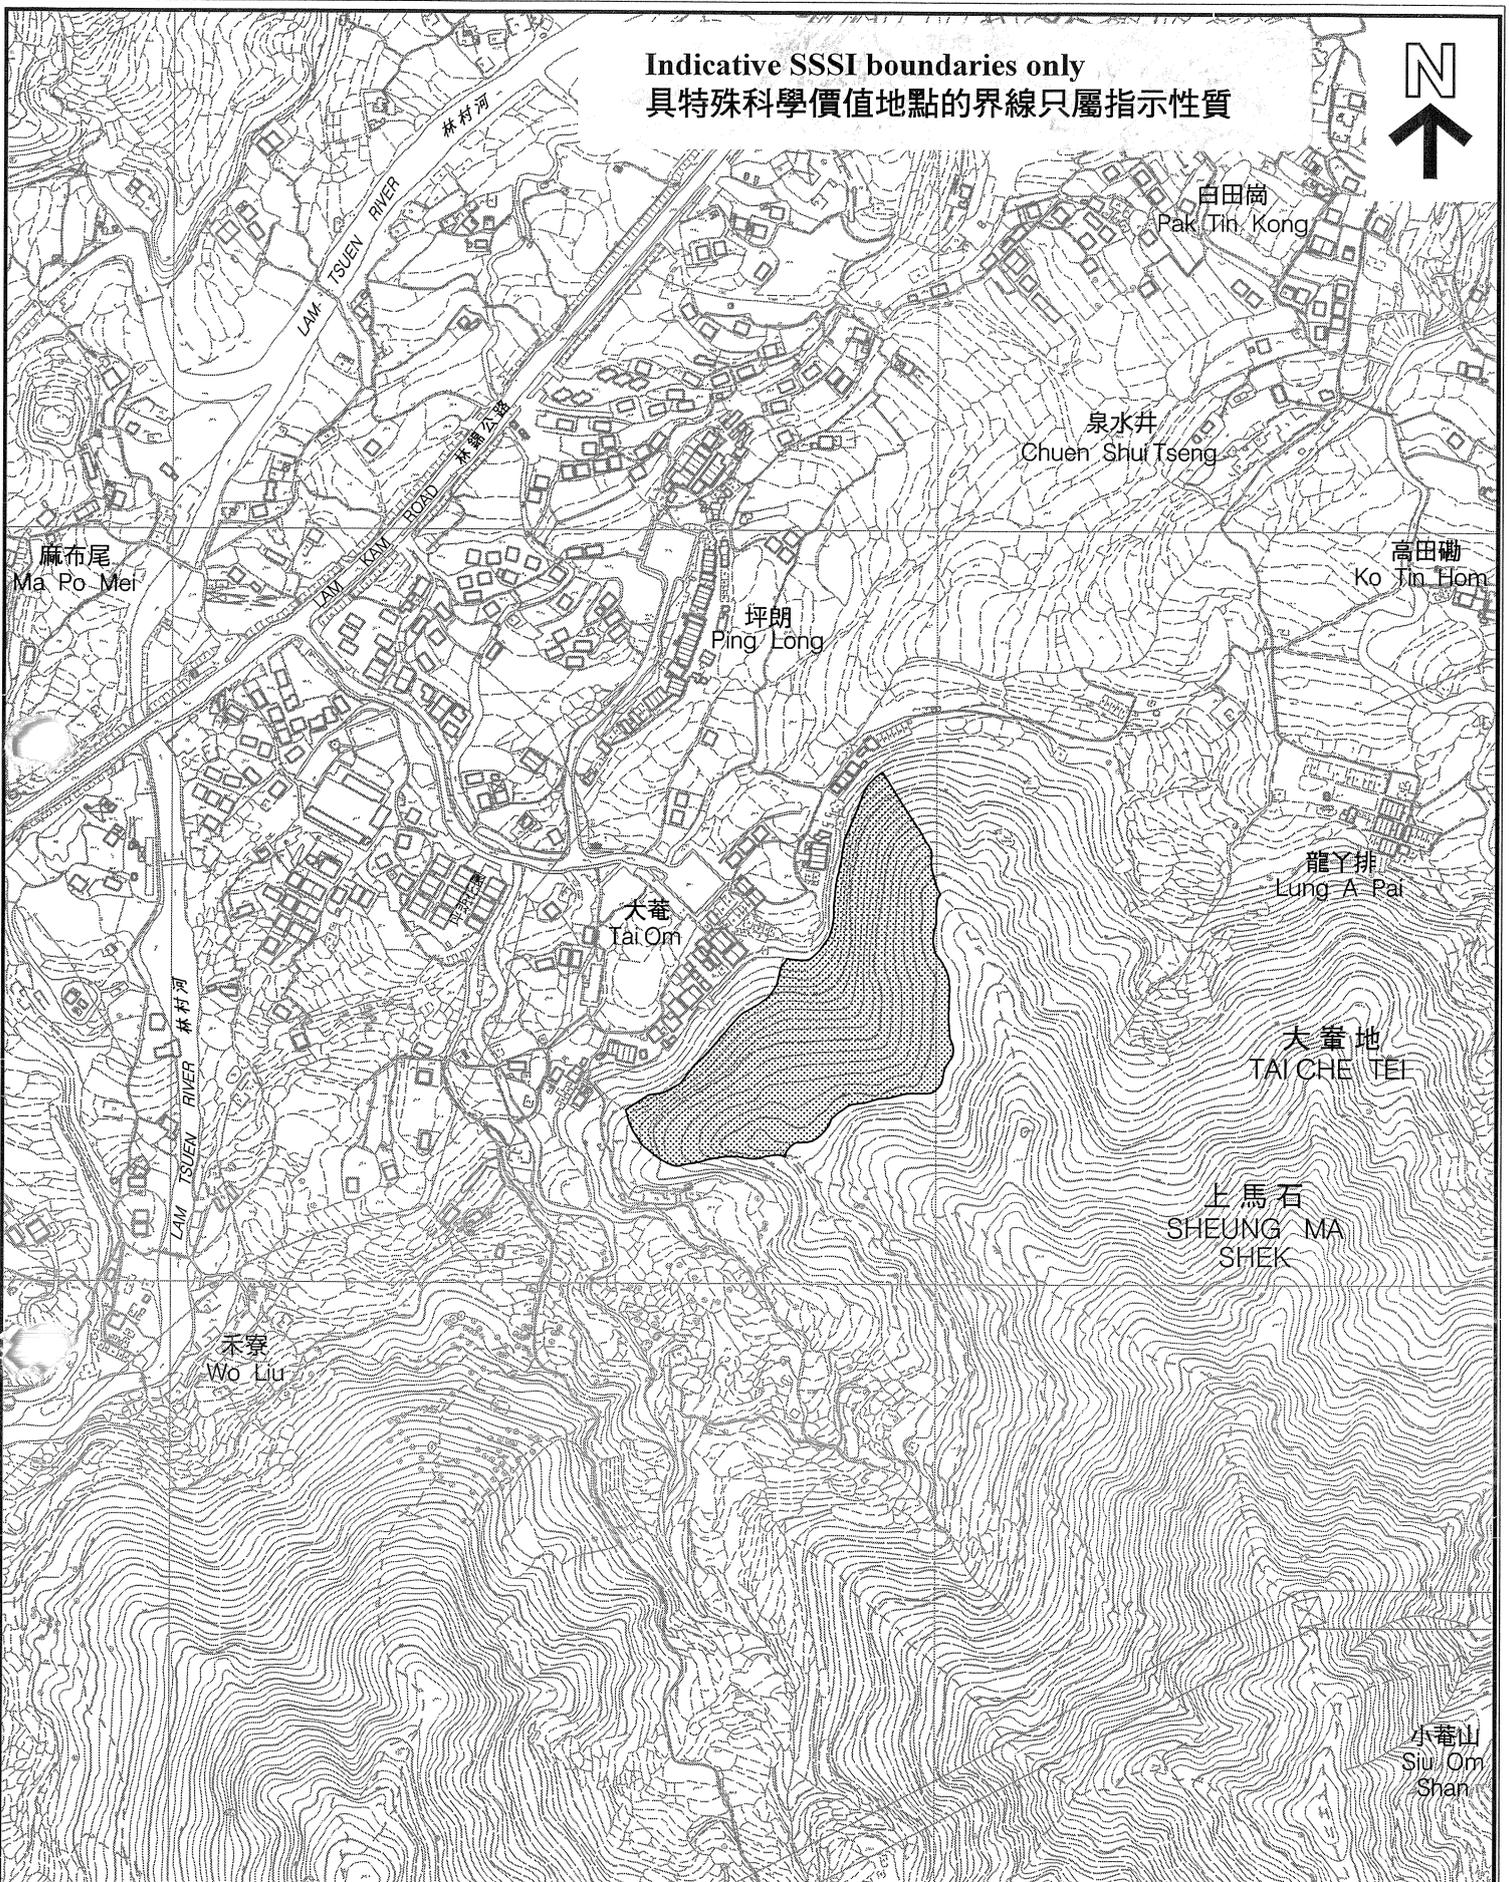 Indicative SSSI boundaries only
具特殊科學價值地點的界線只屬指示性質
N
林村河
LAM TSUEN RIVER
白田崗
Pak Tin Kong
林錦公路
LAM KAM ROAD
泉水井
Chuen Shui Tseng
麻布尾
Ma Po Mei
高田磡
Ko Tin Hom
坪朗
Ping Long
龍丫排
Lung A Pai
大菴
Tai Om
林村河
LAM TSUEN RIVER
大輋地
TAI CHE TEI
上馬石
SHEUNG MA
SHEK
禾寮
Wo Liu
小菴山
Siu Om
Shan